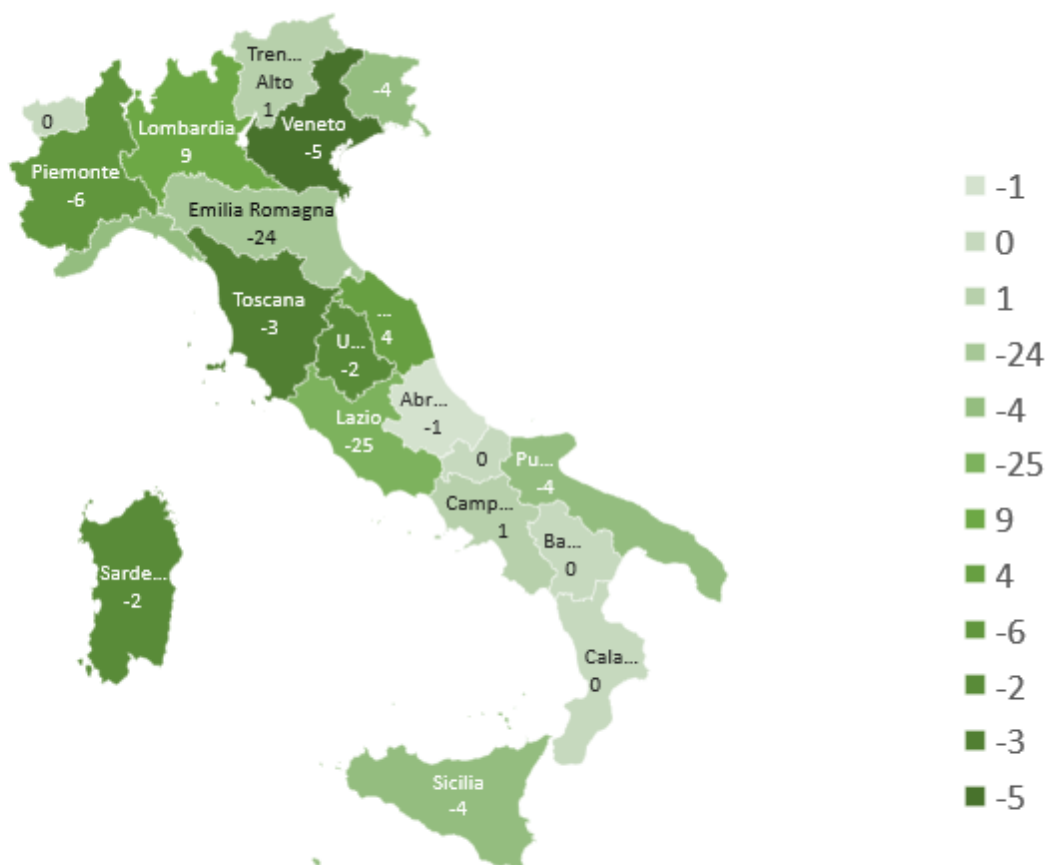 Tren...
Alto
1
-4
0
Lombardia
9
Veneto
-5
Piemonte
-6
Emilia Romagna
-24
Toscana
-3
...
4
U...
-2
Lazio
-25
Abr...
-1
0
Pu...
-4
Camp...
1
Ba...
0
Sarde...
-2
Cala...
0
Sicilia
-4
-1
0
1
-24
-4
-25
9
4
-6
-2
-3
-5